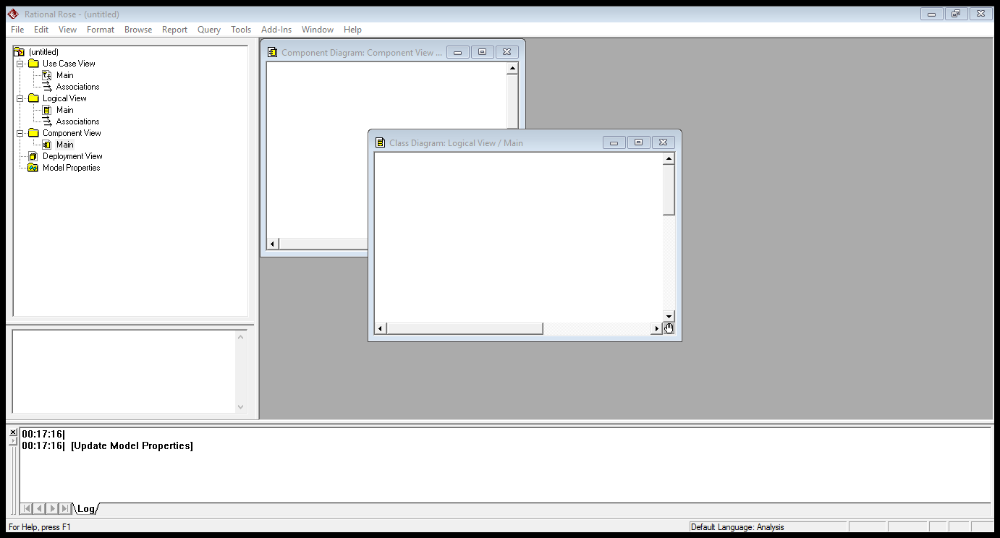 Rational Rose - (untitled)
File Edit View Format Browse Report Query Tools Add-Ins Window Help
(untitled)
Use Case View
Main
Associations
Logical View
Main
Associations
Component View
Main
Deployment View
Model Properties
Component Diagram: Component View ...
Class Diagram: Logical View / Main
00:17:16|
00:17:16| [Update Model Properties]
Log
For Help, press F1
Default Language: Analysis